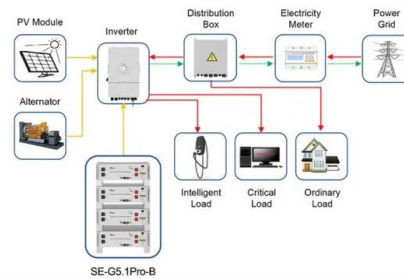 PV Module
Inverter
Distribution
Box
Electricity
Meter
Power
Grid
Alternator
Intelligent
Load
Critical
Load
Ordinary
Load
SE-G5.1Pro-B